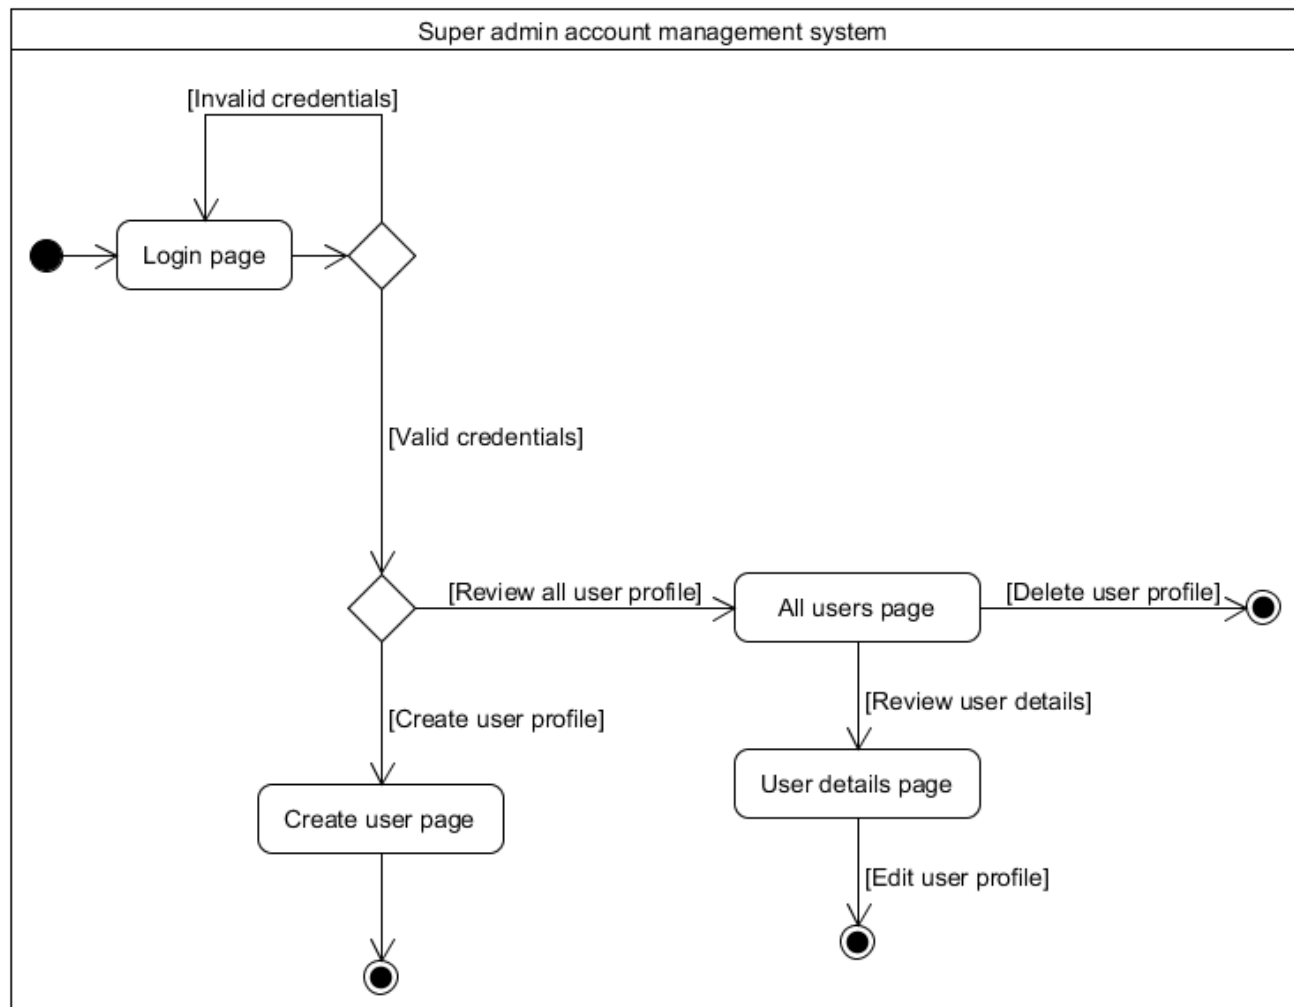 Super admin account management system
[Invalid credentials]
Login page
[Valid credentials]
[Review all user profile]
All users page
[Delete user profile]
[Review user details]
[Create user profile]
User details page
Create user page
[Edit user profile]